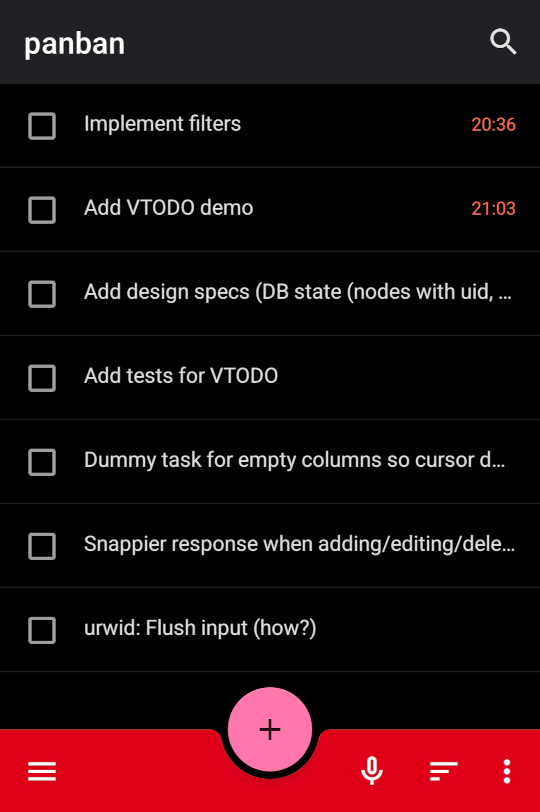 panban
Implement filters 20:36
Add VTODO demo 21:03
Add design specs (DB state (nodes with uid, ...
Add tests for VTODO
Dummy task for empty columns so cursor d...
Snappier response when adding/editing/dele...
urwid: Flush input (how?)